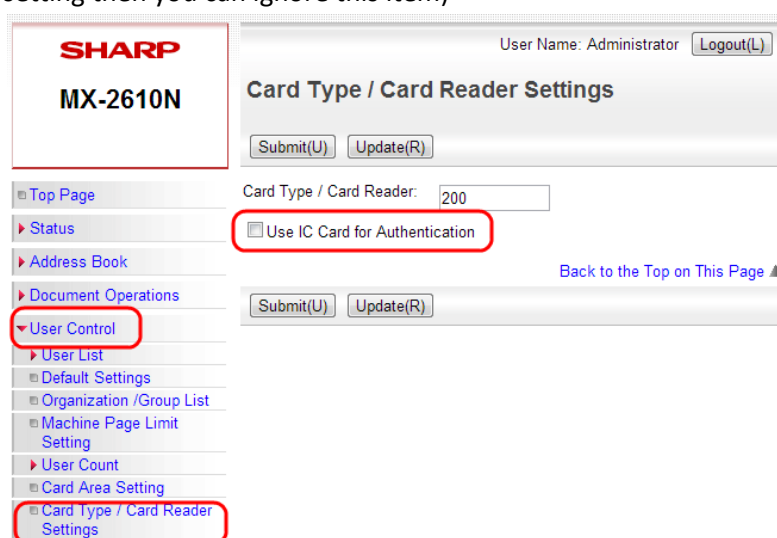 setting then you can ignore this item)
SHARP
MX-2610N
User Name: Administrator Logout(L)
Card Type / Card Reader Settings
Submit(U) Update(R)
Top Page
Status
Address Book
Document Operations
User Control
User List
Default Settings
Organization /Group List
Machine Page Limit
Setting
User Count
Card Area Setting
Card Type / Card Reader
Settings
Card Type / Card Reader: 200
Use IC Card for Authentication
Back to the Top on This Page
Submit(U) Update(R)